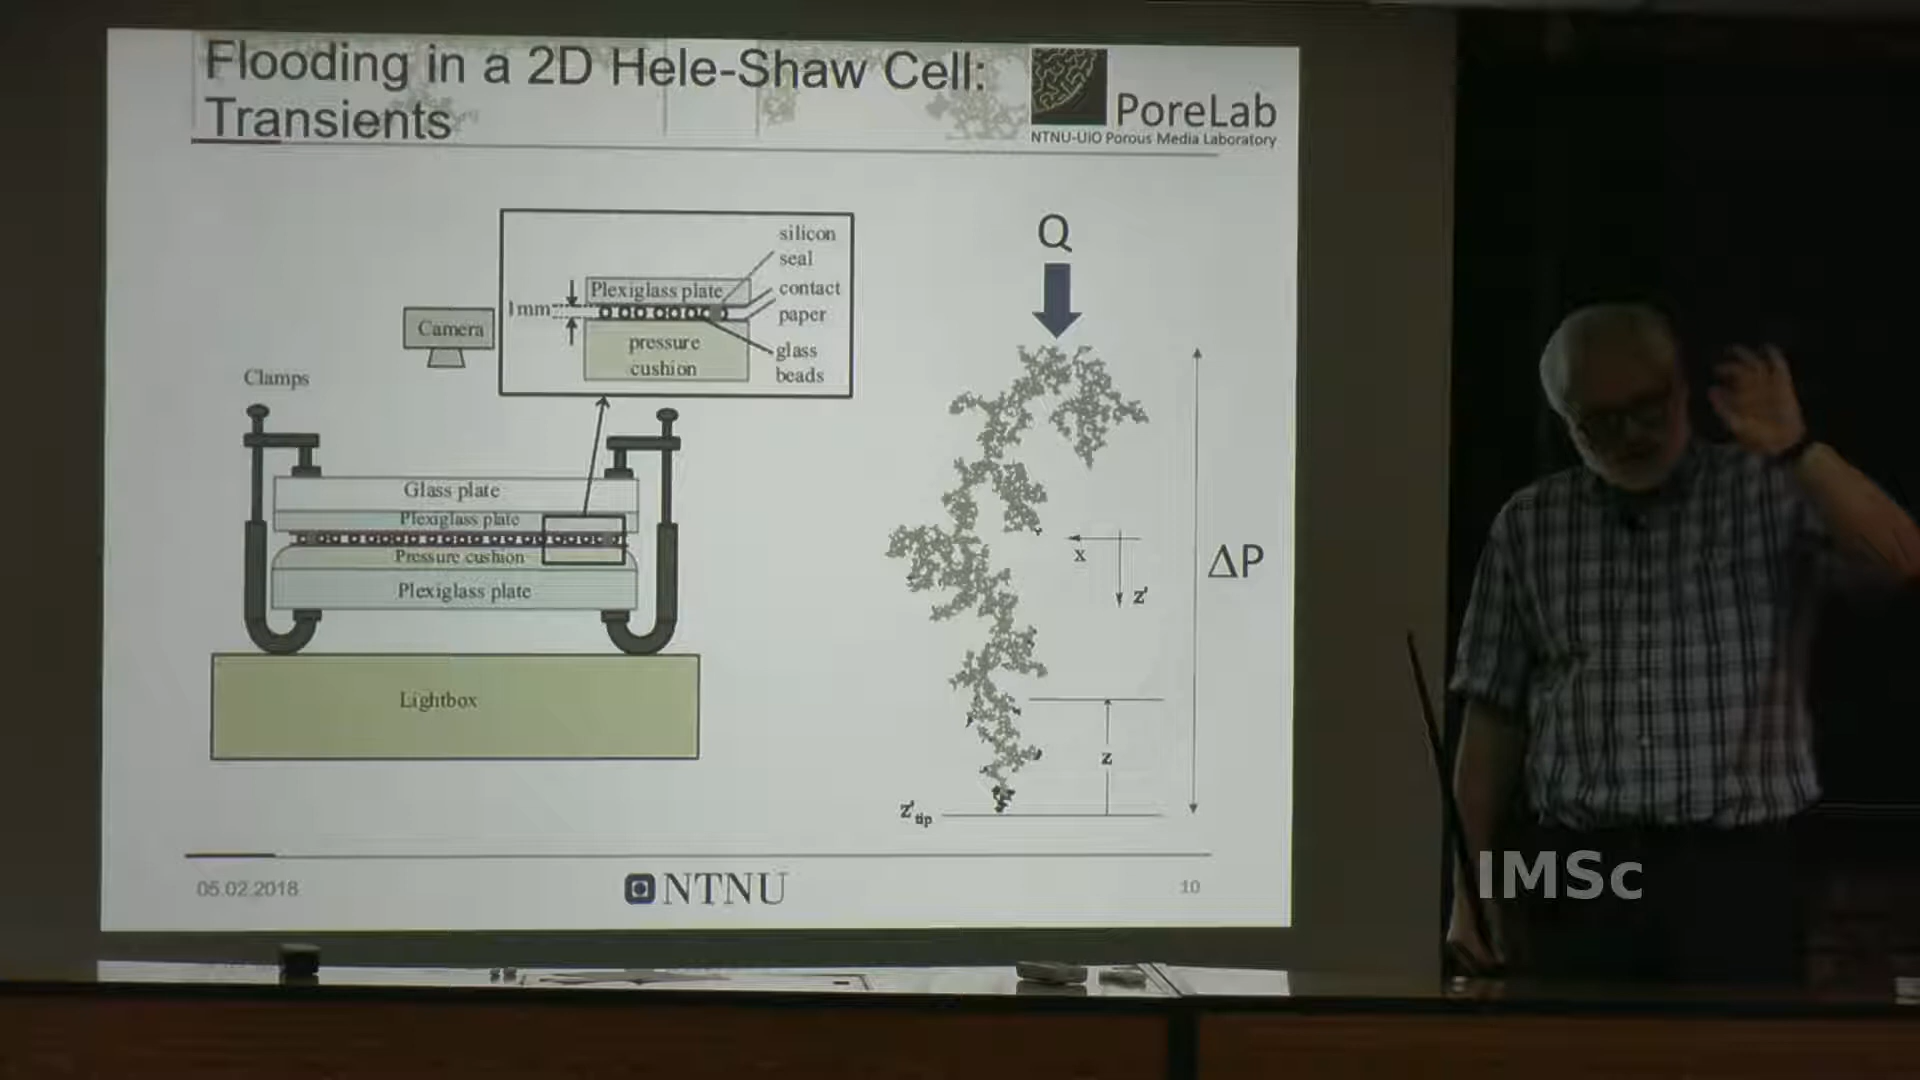 Flooding in a 2D Hele-Shaw Cell:
Transients
PoreLab
NTNU-UiO Porous Media Laboratory
silicon
seal
Plexiglass plate
contact
paper
1mm
pressure
cushion
glass
beads
Camera
Clamps
Glass plate
Plexiglass plate
Pressure cushion
Plexiglass plate
Lightbox
Q
x
z'
ΔP
z
z'tip
05.02.2018
NTNU
10
IMSc